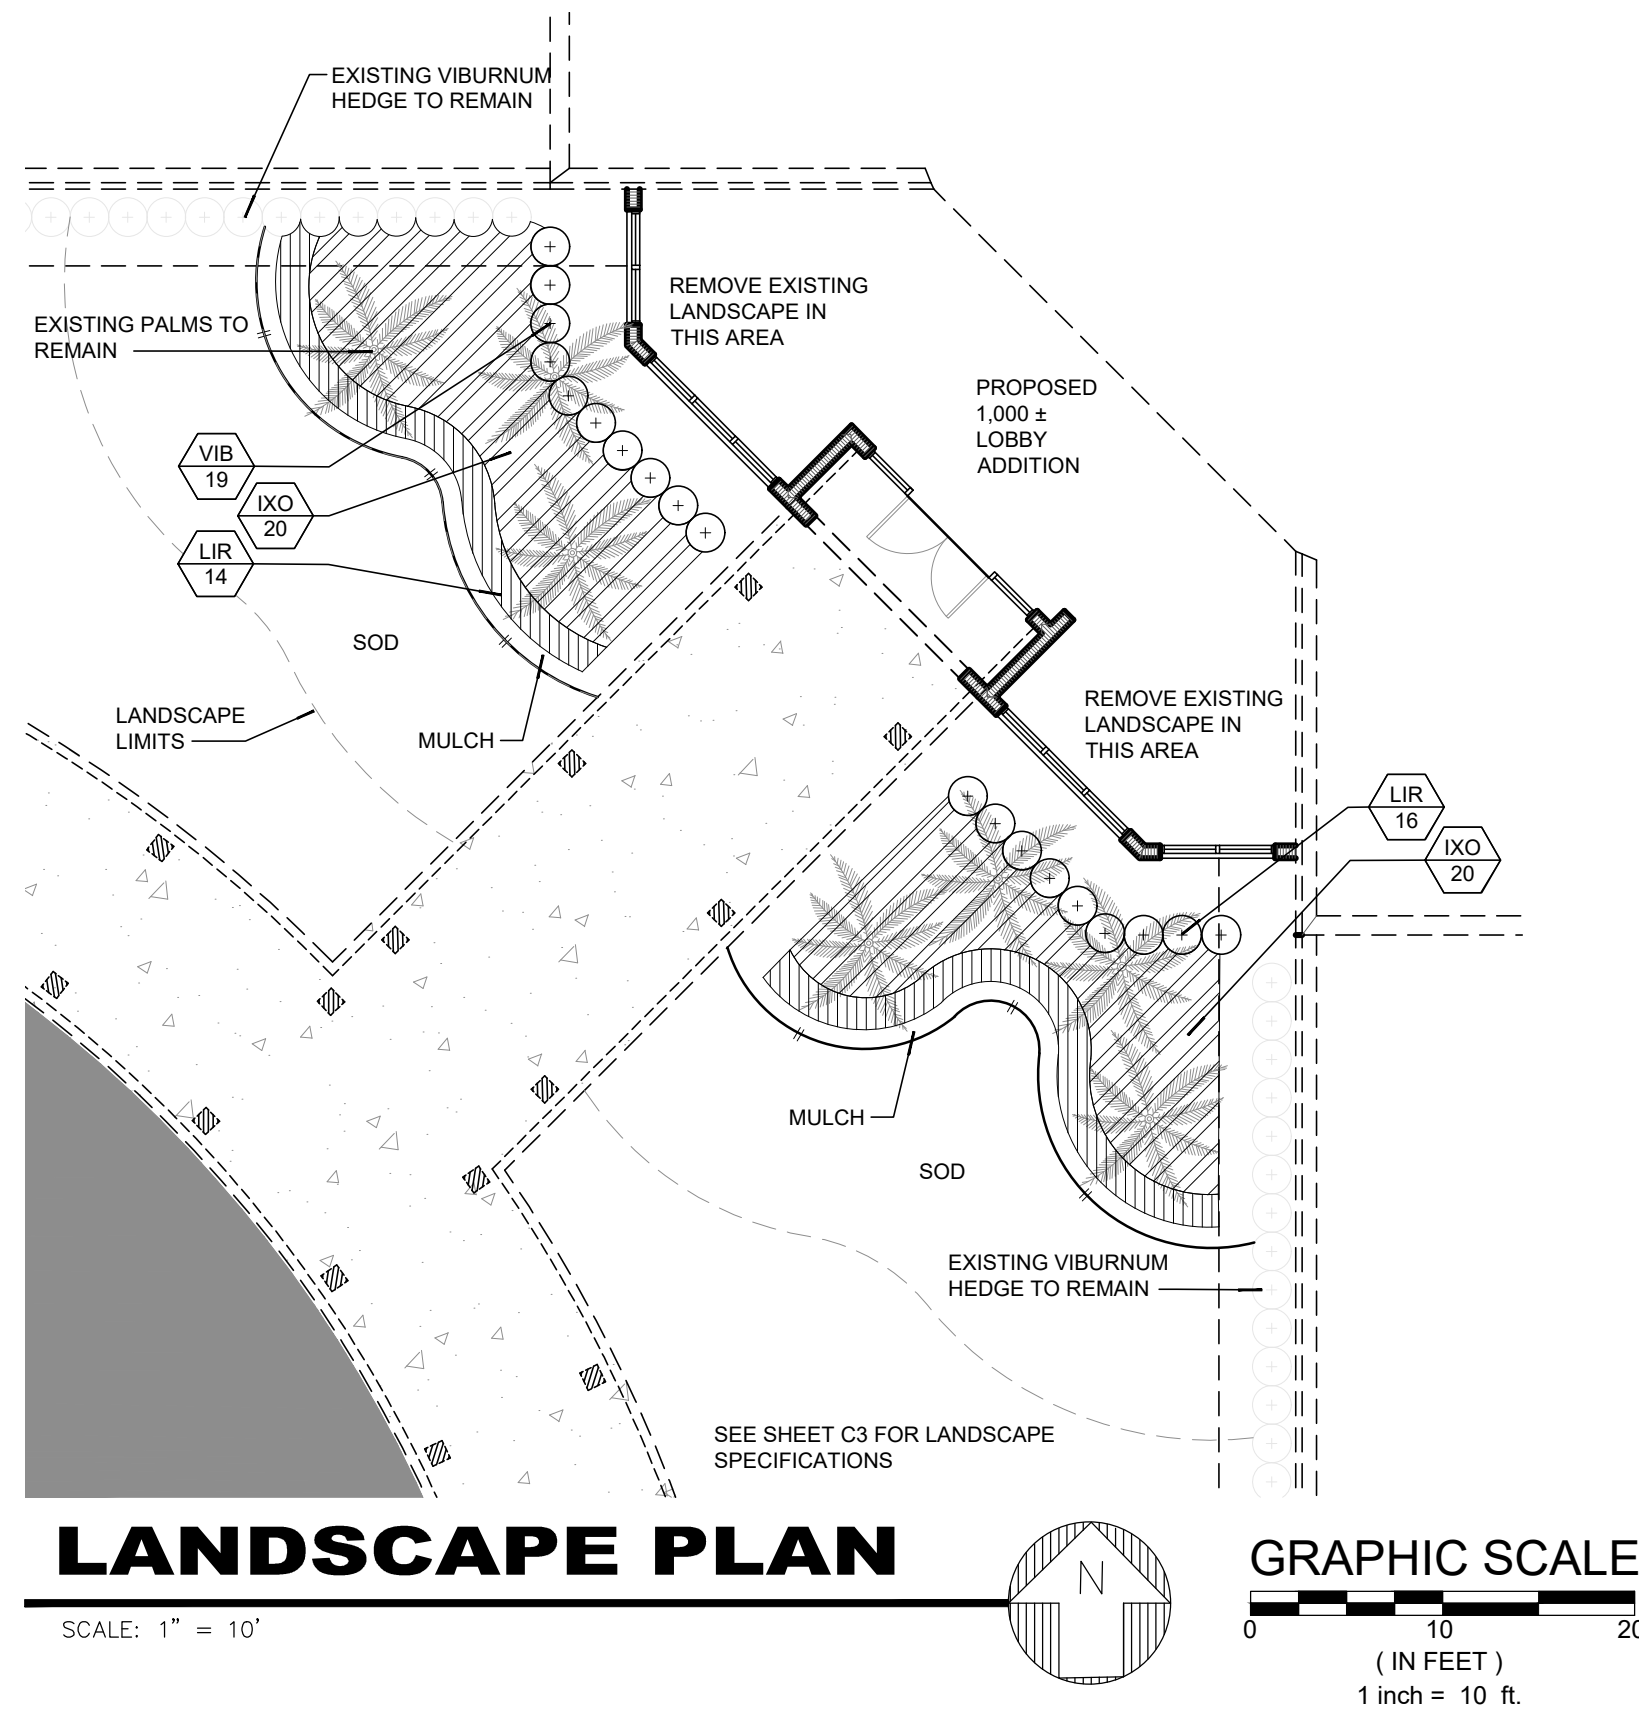 EXISTING VIBURNUM
HEDGE TO REMAIN
REMOVE EXISTING
LANDSCAPE IN
THIS AREA
EXISTING PALMS TO
REMAIN
PROPOSED
1,000 ±
LOBBY
ADDITION
VIB
19
IXO
20
LIR
14
SOD
LANDSCAPE
LIMITS
MULCH
REMOVE EXISTING
LANDSCAPE IN
THIS AREA
LIR
16
IXO
20
MULCH
SOD
EXISTING VIBURNUM
HEDGE TO REMAIN
SEE SHEET C3 FOR LANDSCAPE
SPECIFICATIONS
LANDSCAPE PLAN
SCALE: 1" = 10'
N
GRAPHIC SCALE
0 10 20
( IN FEET )
1 inch = 10 ft.